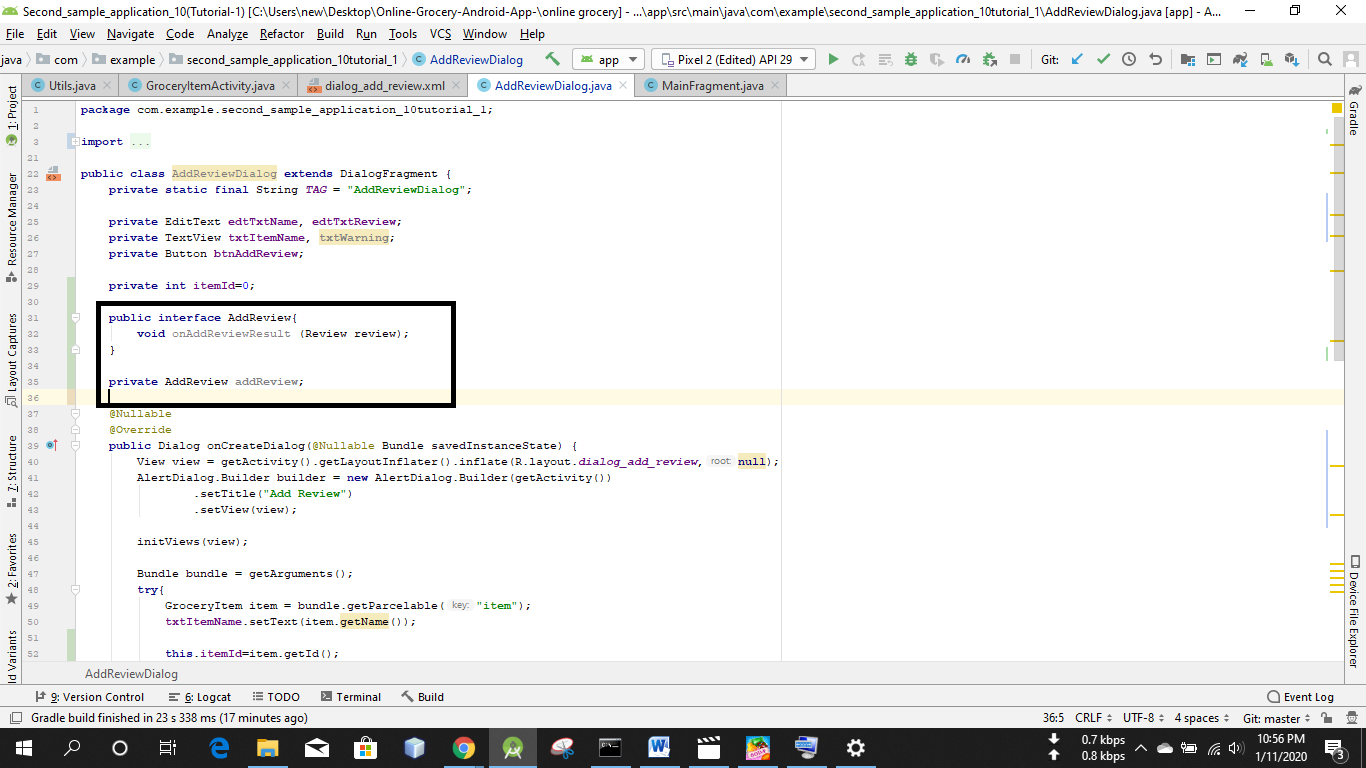 Second_sample_application_10(Tutorial-1) [C:\Users\new\Desktop\Online-Grocery-Android-App-\online grocery] - ...\app\src\main\java\com\example\second_sample_application_10tutorial_1\AddReviewDialog.java [app] - A...
File Edit View Navigate Code Analyze Refactor Build Run Tools VCS Window Help
java com example second_sample_application_10tutorial_1 AddReviewDialog app Pixel 2 (Edited) API 29 Git:
Utils.java GroceryItemActivity.java dialog_add_review.xml AddReviewDialog.java MainFragment.java
1: Project
Resource Manager
Layout Captures
7: Structure
2: Favorites
ld Variants
1 package com.example.second_sample_application_10tutorial_1;
2
3 import ...
21
22 public class AddReviewDialog extends DialogFragment {
23 private static final String TAG = "AddReviewDialog";
24
25 private EditText edtTxtName, edtTxtReview;
26 private TextView txtItemName, txtWarning;
27 private Button btnAddReview;
28
29 private int itemId=0;
30
31 public interface AddReview{
32 void onAddReviewResult (Review review);
33 }
34
35 private AddReview addReview;
36
37 @Nullable
38 @Override
39 public Dialog onCreateDialog(@Nullable Bundle savedInstanceState) {
40 View view = getActivity().getLayoutInflater().inflate(R.layout.dialog_add_review, root: null);
41 AlertDialog.Builder builder = new AlertDialog.Builder(getActivity())
42 .setTitle("Add Review")
43 .setView(view);
44
45 initViews(view);
46
47 Bundle bundle = getArguments();
48 try{
49 GroceryItem item = bundle.getParcelable( key: "item");
50 txtItemName.setText(item.getName());
51
52 this.itemId=item.getId();
Gradle
Device File Explorer
AddReviewDialog
9: Version Control 6: Logcat TODO Terminal Build Event Log
Gradle build finished in 23 s 338 ms (17 minutes ago) 36:5 CRLF UTF-8 4 spaces Git: master
0.7 kbps
0.8 kbps
10:56 PM
1/11/2020
3